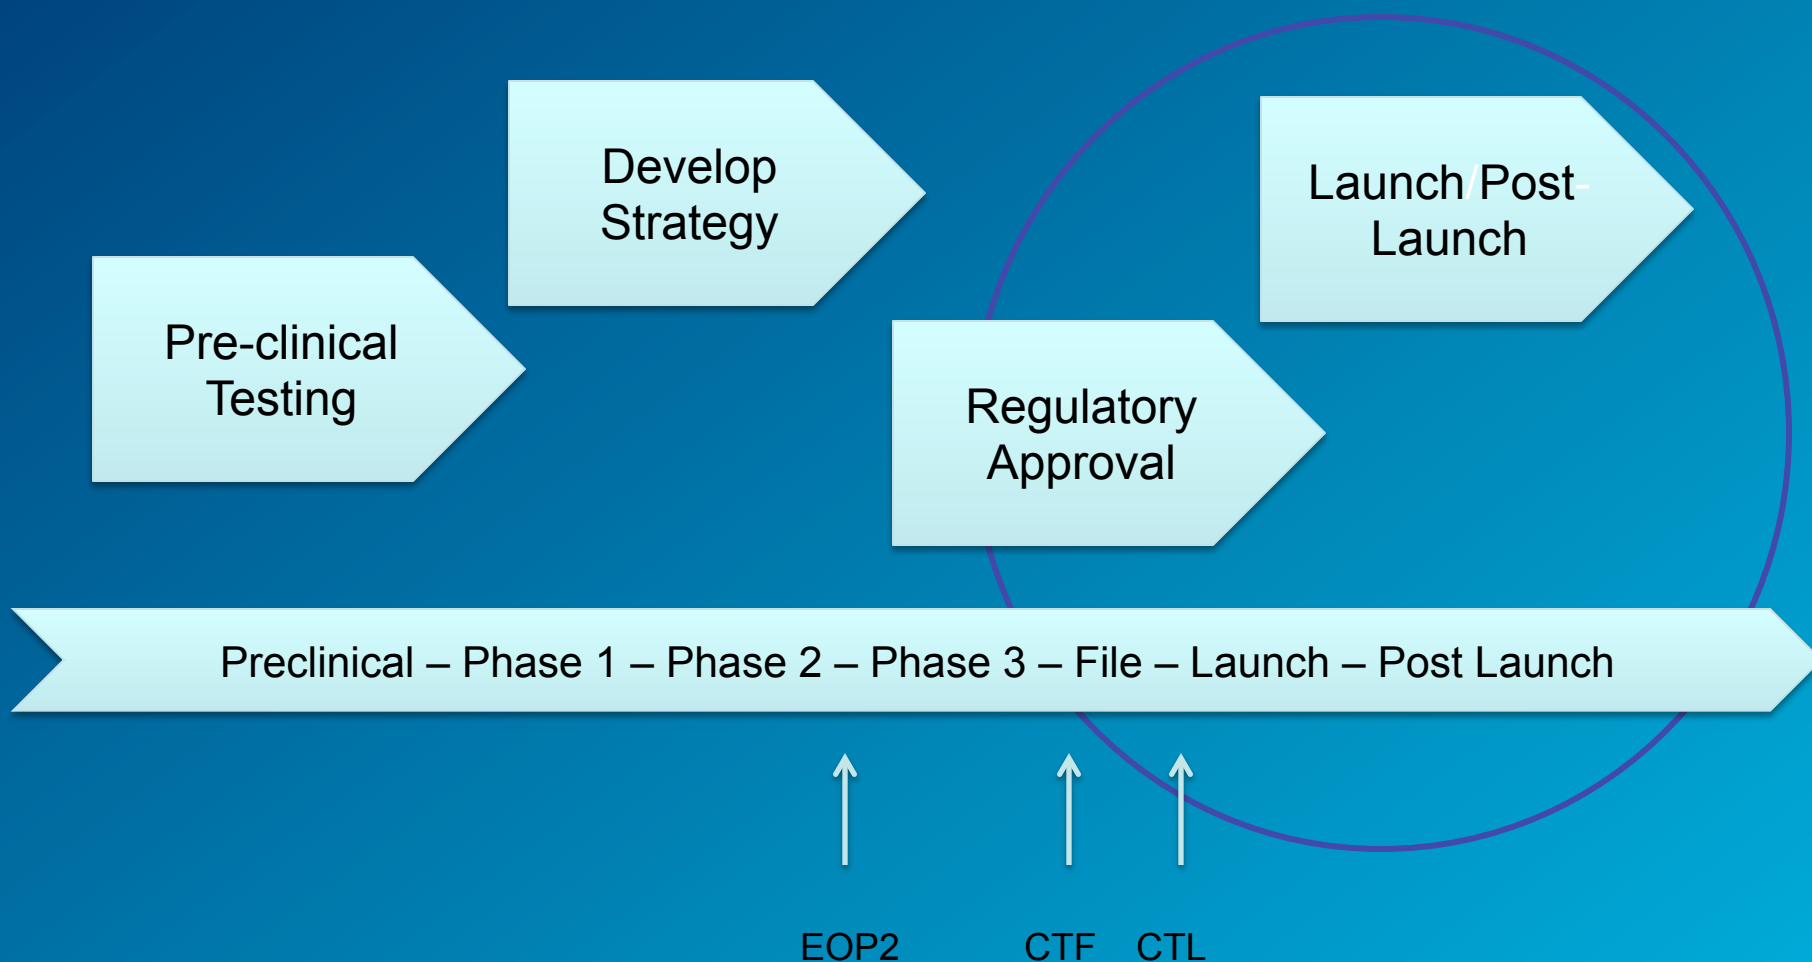 Develop
Strategy
Launch/Post-
Launch
Pre-clinical
Testing
Regulatory
Approval
Preclinical – Phase 1 – Phase 2 – Phase 3 – File – Launch – Post Launch
EOP2
CTF
CTL